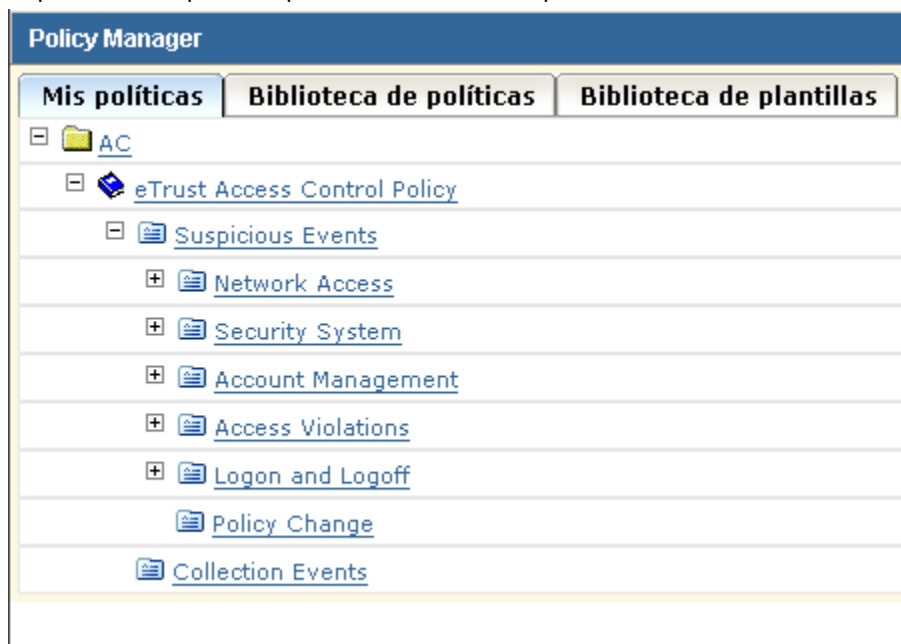 Policy Manager
Mis políticas Biblioteca de políticas Biblioteca de plantillas
AC
eTrust Access Control Policy
Suspicious Events
Network Access
Security System
Account Management
Access Violations
Logon and Logoff
Policy Change
Collection Events